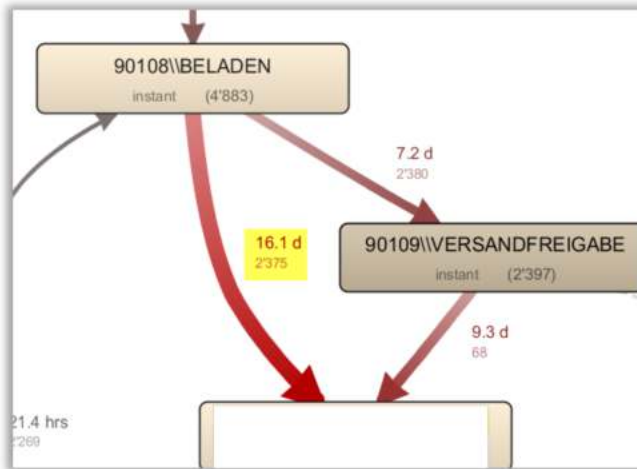 90108\\BELADEN
instant (4'883)
7.2 d
2'380
16.1 d
2'375
90109\\VERSANDFREIGABE
instant (2'397)
9.3 d
68
21.4 hrs
2'269